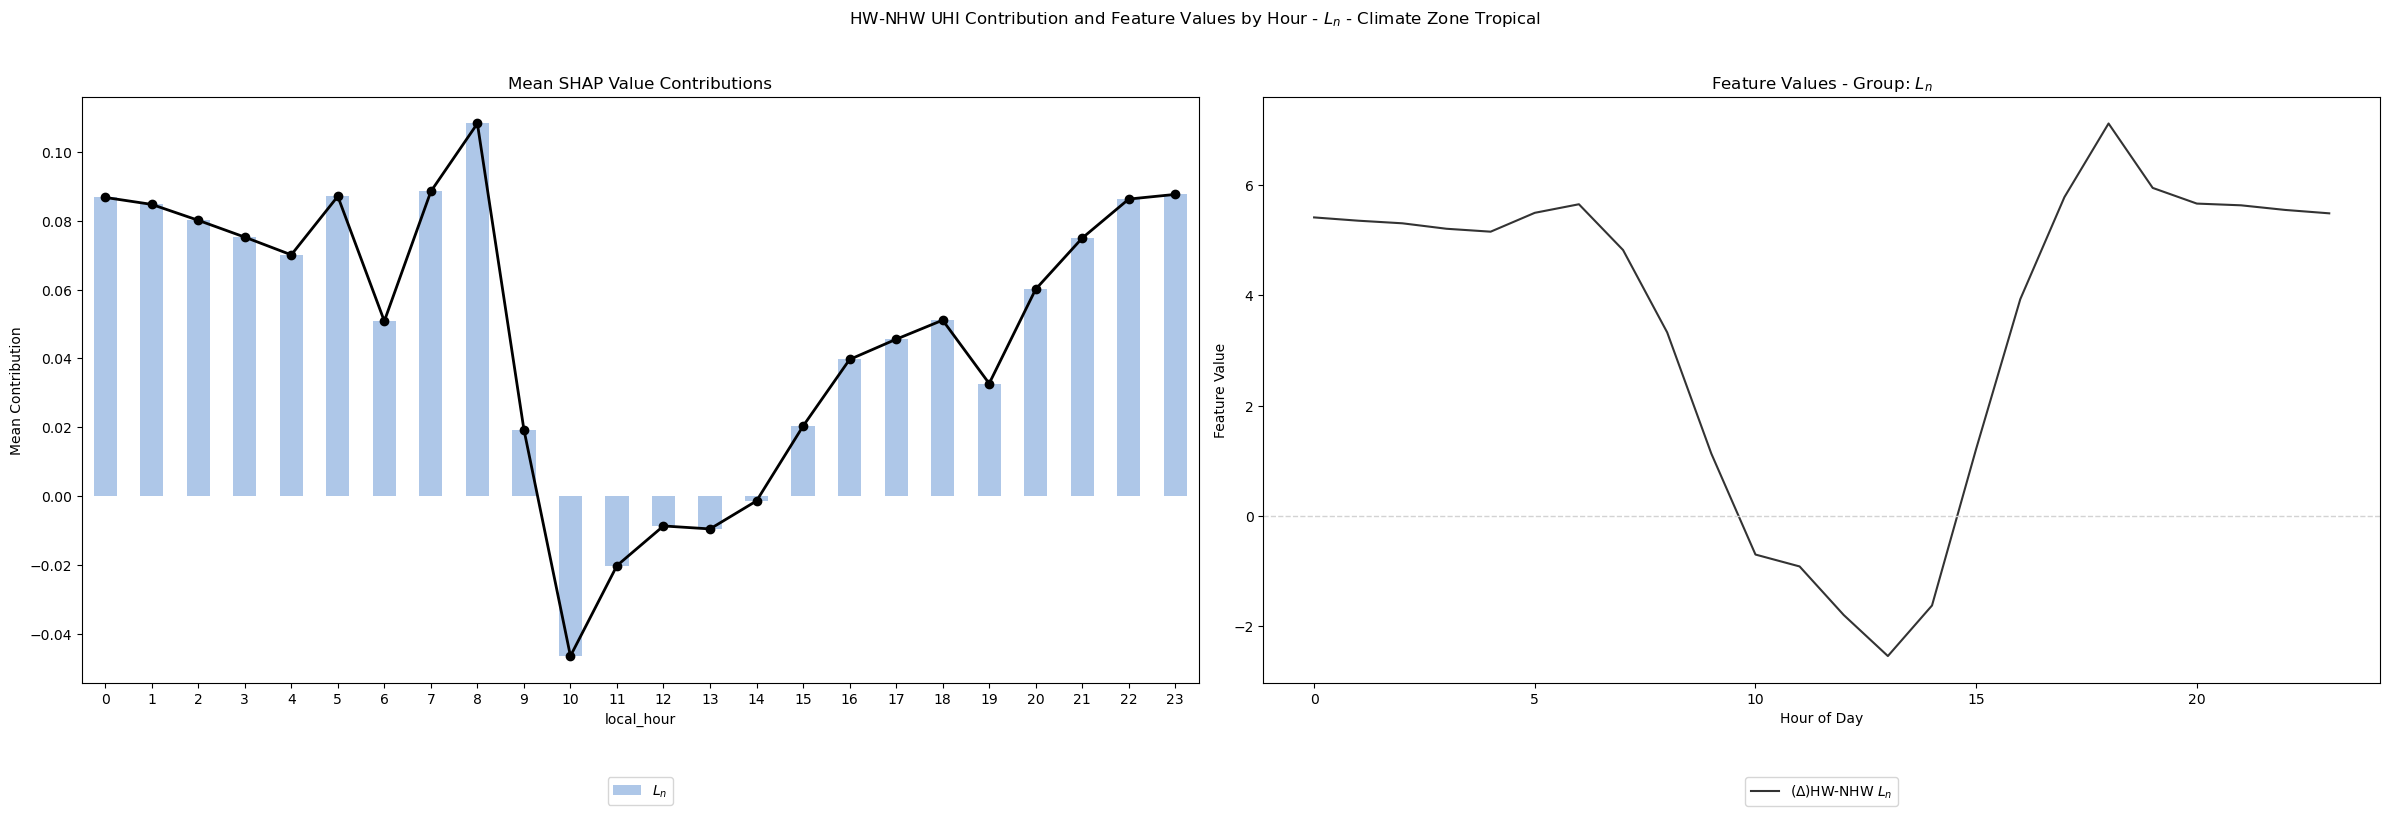 HW-NHW UHI Contribution and Feature Values by Hour - Lₙ - Climate Zone Tropical
Mean SHAP Value Contributions
Mean Contribution
0.10
0.08
0.06
0.04
0.02
0.00
−0.02
−0.04
0 1 2 3 4 5 6 7 8 9 10 11 12 13 14 15 16 17 18 19 20 21 22 23
local_hour
Lₙ
Feature Values - Group: Lₙ
Feature Value
6
4
2
0
−2
0 5 10 15 20
Hour of Day
(Δ)HW-NHW Lₙ